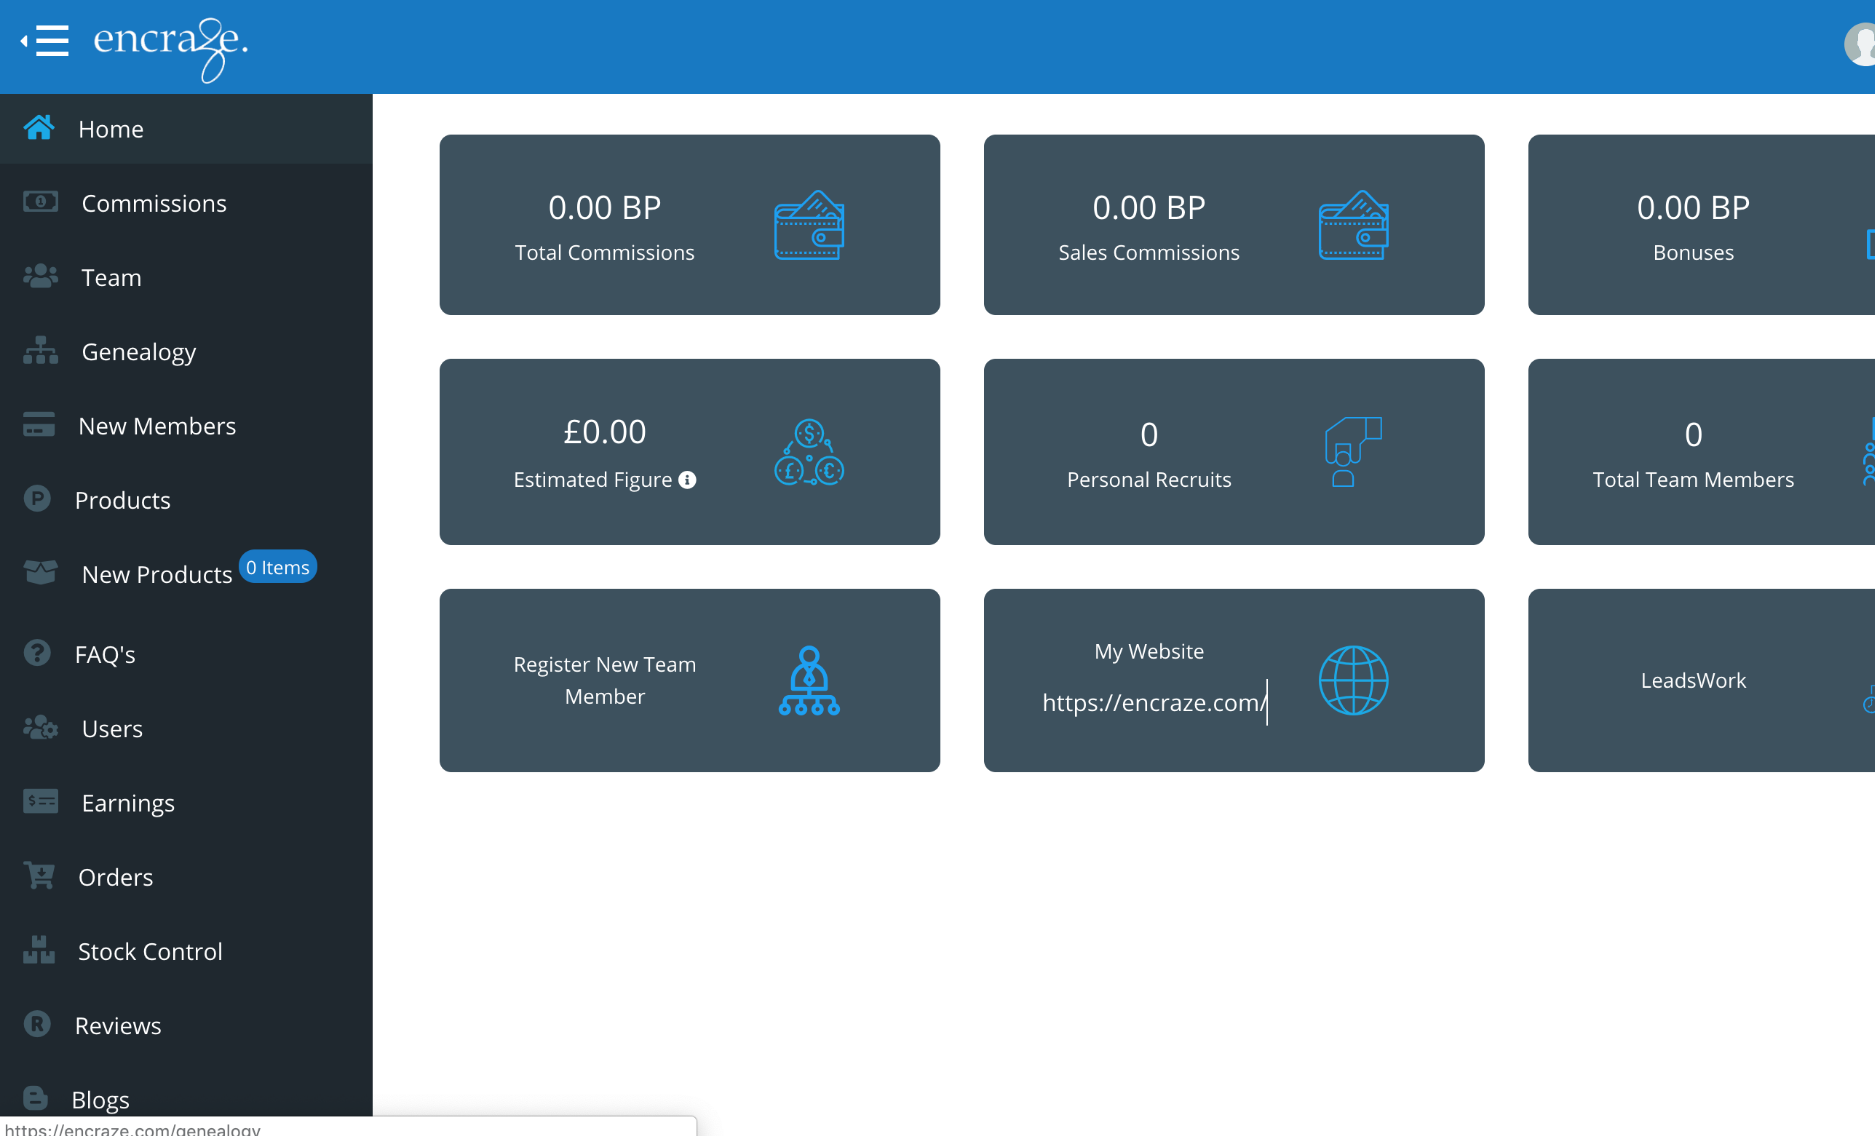 encraze.
Home
Commissions
Team
Genealogy
New Members
Products
New Products 0 Items
FAQ's
Users
Earnings
Orders
Stock Control
Reviews
Blogs
0.00 BP
Total Commissions
0.00 BP
Sales Commissions
0.00 BP
Bonuses
£0.00
Estimated Figure
0
Personal Recruits
0
Total Team Members
Register New Team
Member
My Website
https://encraze.com/
LeadsWork
https://encraze.com/genealogy